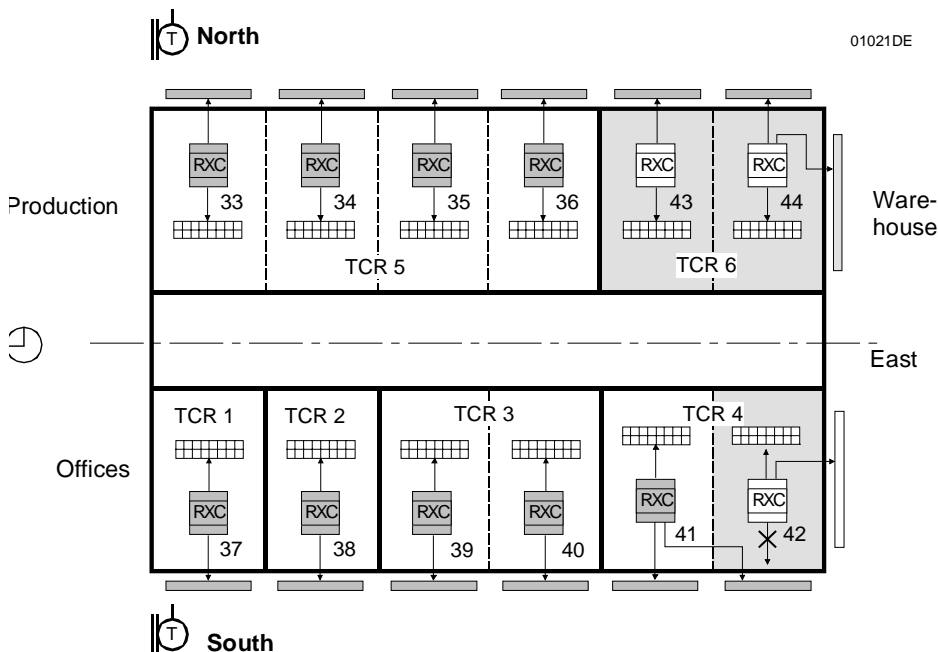 T North
01021DE
RXC RXC RXC RXC RXC RXC
33 34 35 36 43 44
Production
Ware-
house
TCR 5 TCR 6
East
TCR 1 TCR 2 TCR 3 TCR 4
Offices
RXC RXC RXC RXC RXC RXC
37 38 39 40 41 42
T South